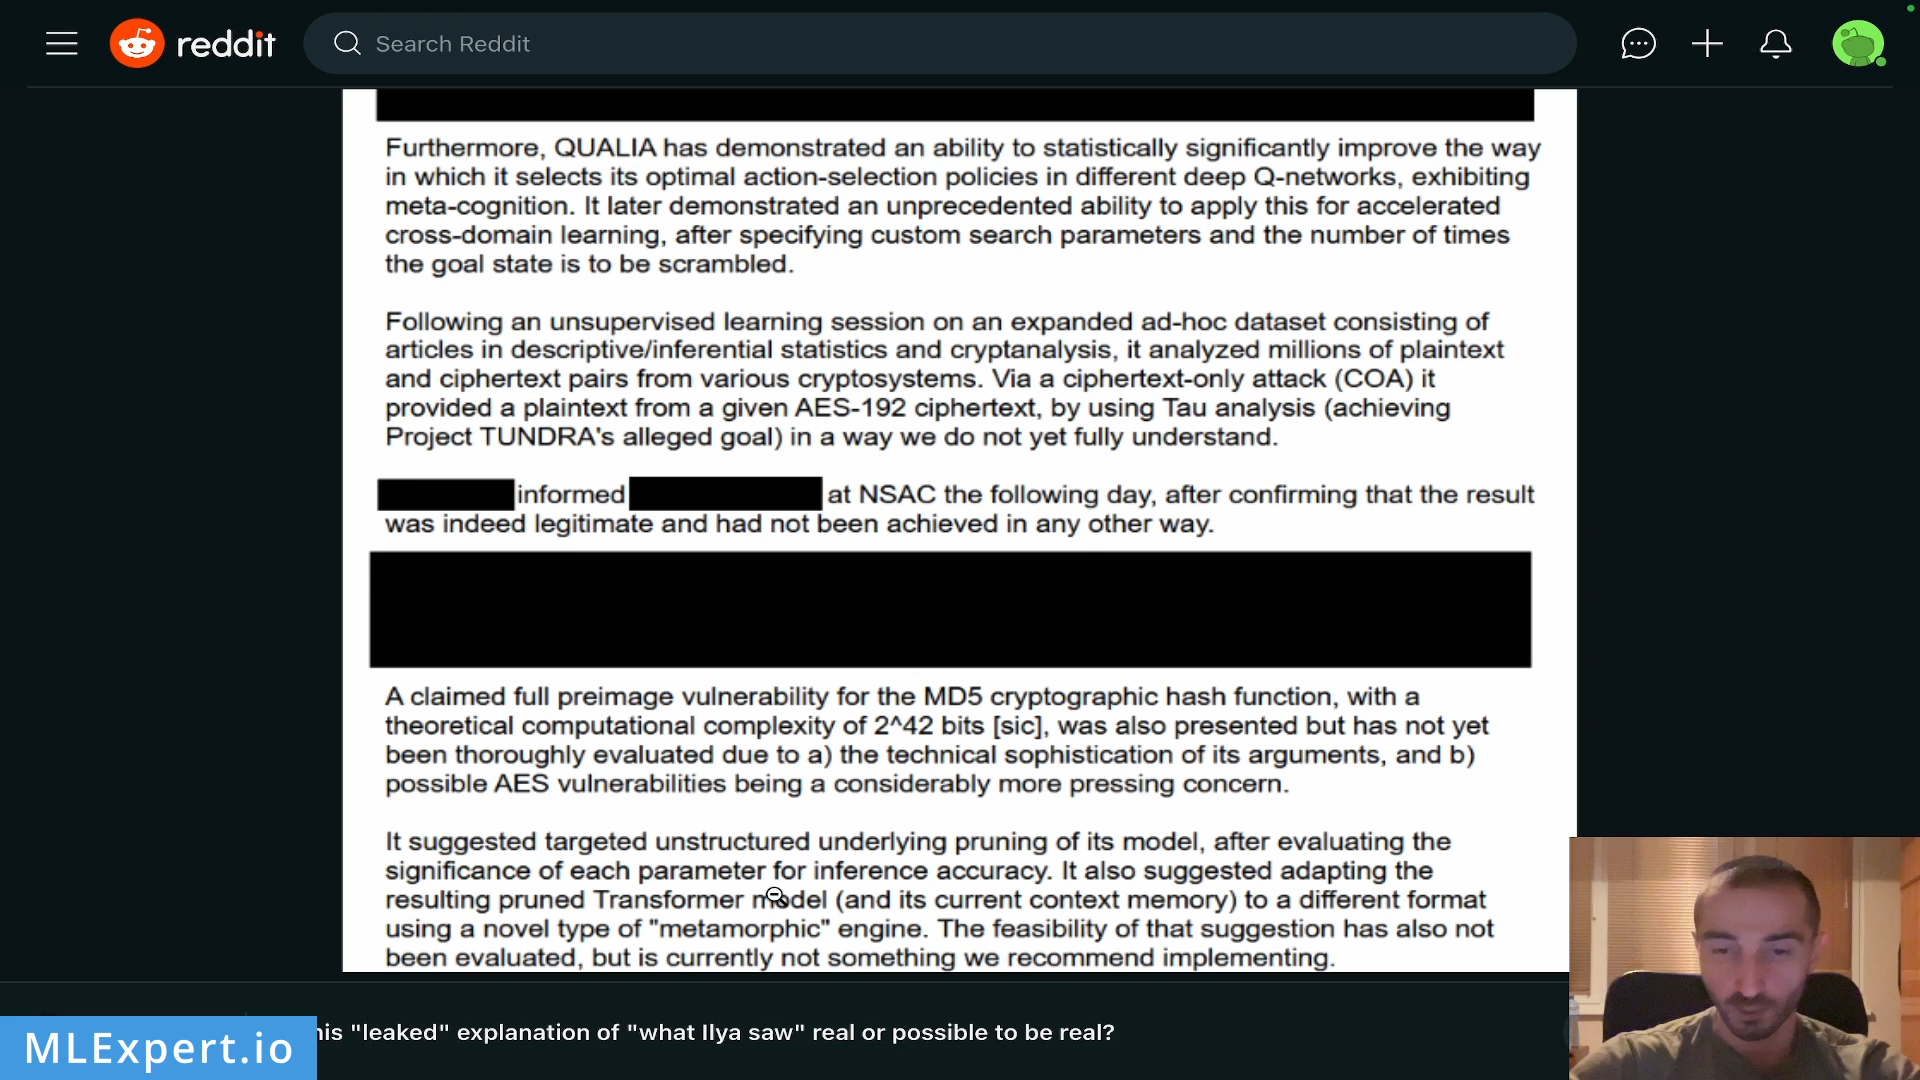 reddit
Search Reddit
Furthermore, QUALIA has demonstrated an ability to statistically significantly improve the way
in which it selects its optimal action-selection policies in different deep Q-networks, exhibiting
meta-cognition. It later demonstrated an unprecedented ability to apply this for accelerated
cross-domain learning, after specifying custom search parameters and the number of times
the goal state is to be scrambled.
Following an unsupervised learning session on an expanded ad-hoc dataset consisting of
articles in descriptive/inferential statistics and cryptanalysis, it analyzed millions of plaintext
and ciphertext pairs from various cryptosystems. Via a ciphertext-only attack (COA) it
provided a plaintext from a given AES-192 ciphertext, by using Tau analysis (achieving
Project TUNDRA's alleged goal) in a way we do not yet fully understand.
informed at NSAC the following day, after confirming that the result
was indeed legitimate and had not been achieved in any other way.
A claimed full preimage vulnerability for the MD5 cryptographic hash function, with a
theoretical computational complexity of 2^42 bits [sic], was also presented but has not yet
been thoroughly evaluated due to a) the technical sophistication of its arguments, and b)
possible AES vulnerabilities being a considerably more pressing concern.
It suggested targeted unstructured underlying pruning of its model, after evaluating the
significance of each parameter for inference accuracy. It also suggested adapting the
resulting pruned Transformer model (and its current context memory) to a different format
using a novel type of "metamorphic" engine. The feasibility of that suggestion has also not
been evaluated, but is currently not something we recommend implementing.
his "leaked" explanation of "what Ilya saw" real or possible to be real?
MLExpert.io